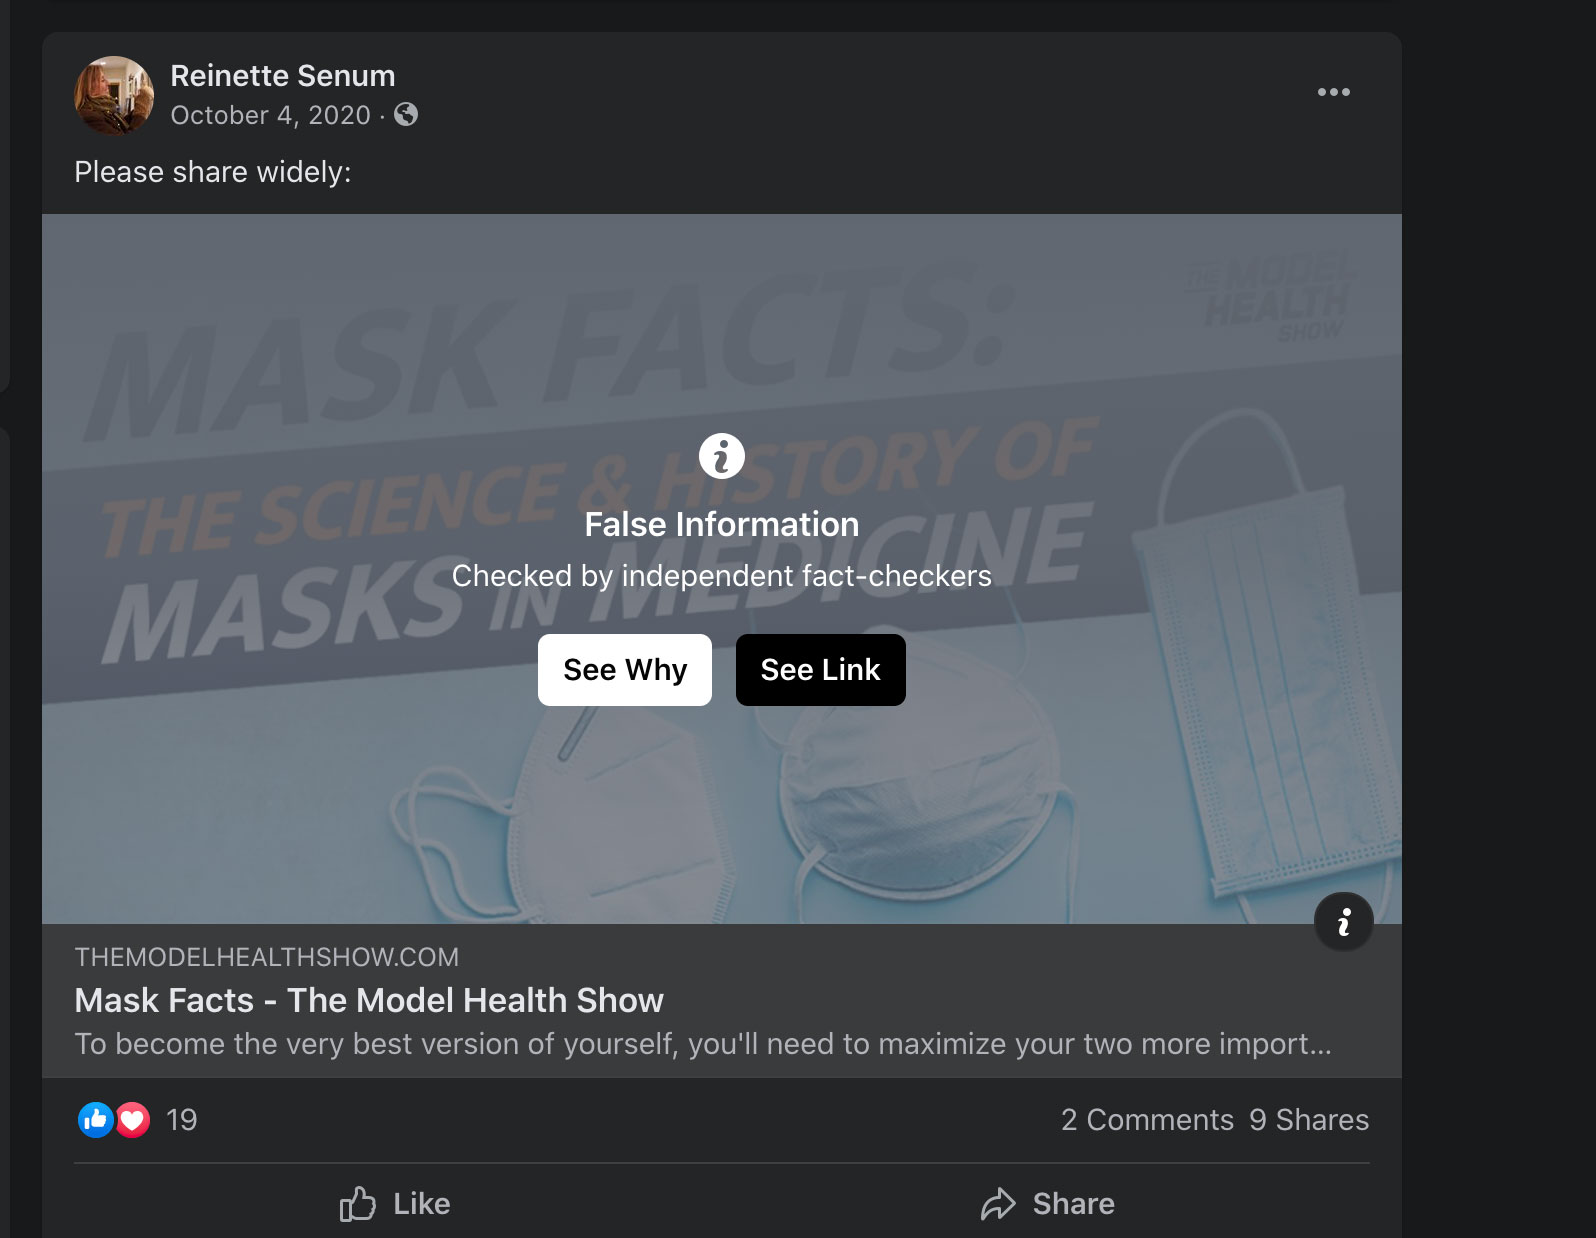 Reinette Senum
October 4, 2020 ·
Please share widely:
MASK FACTS:
THE MODEL
HEALTH
SHOW
THE SCIENCE & HISTORY OF
MASKS IN MEDICINE
False Information
Checked by independent fact-checkers
See Why
See Link
THEMODELHEALTHSHOW.COM
Mask Facts - The Model Health Show
To become the very best version of yourself, you'll need to maximize your two more import...
19
2 Comments 9 Shares
Like
Share